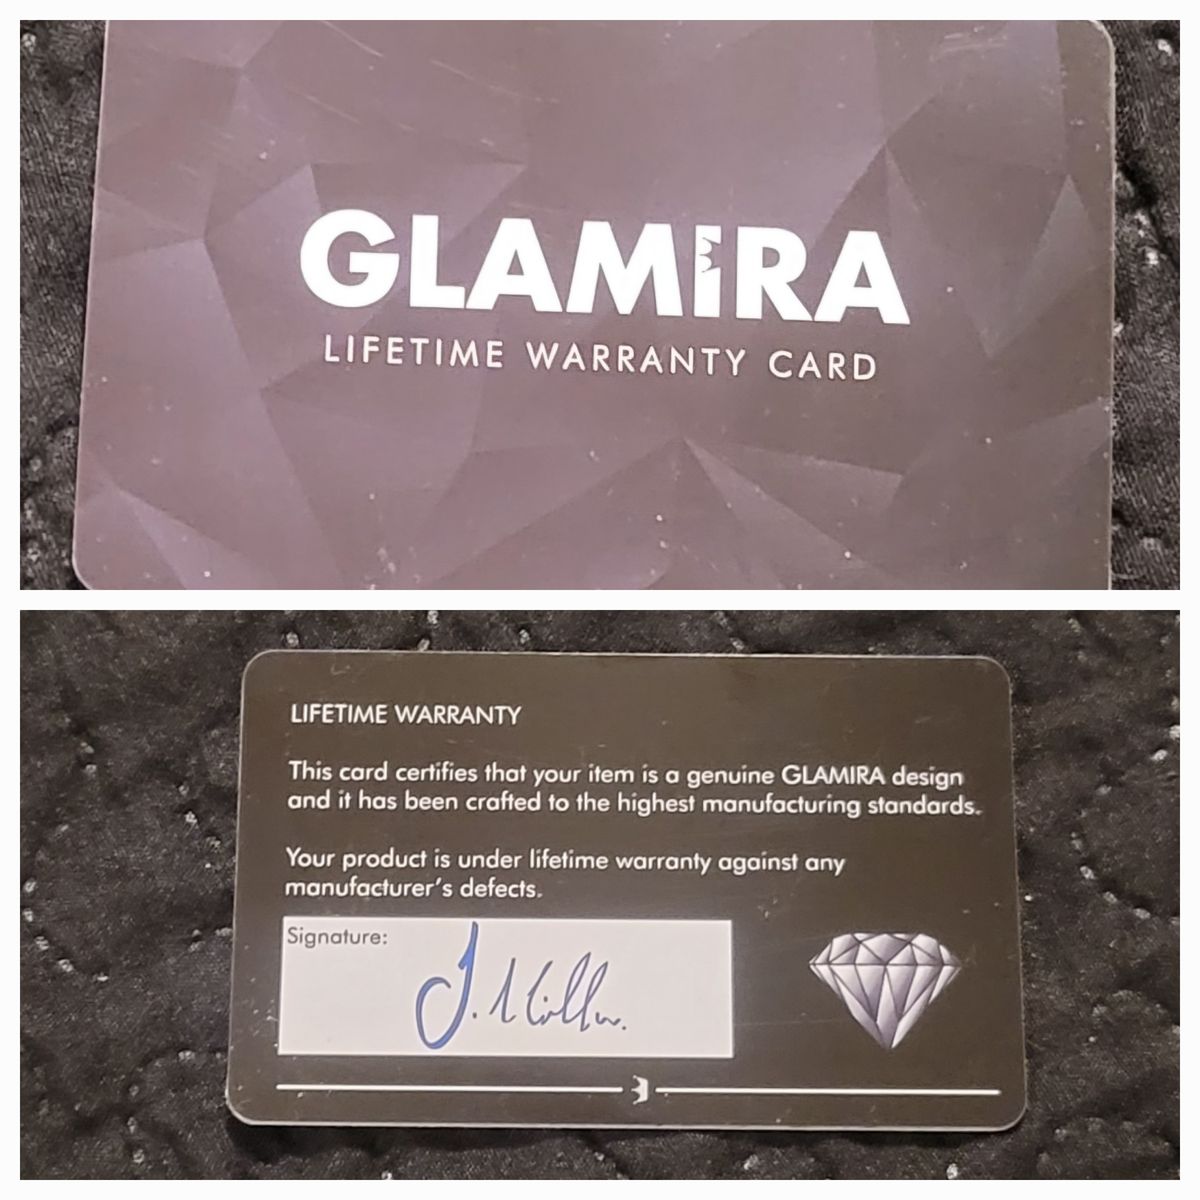 GLAMIRA
LIFETIME WARRANTY CARD
LIFETIME WARRANTY
This card certifies that your item is a genuine GLAMIRA design
and it has been crafted to the highest manufacturing standards.
Your product is under lifetime warranty against any
manufacturer's defects.
Signature: